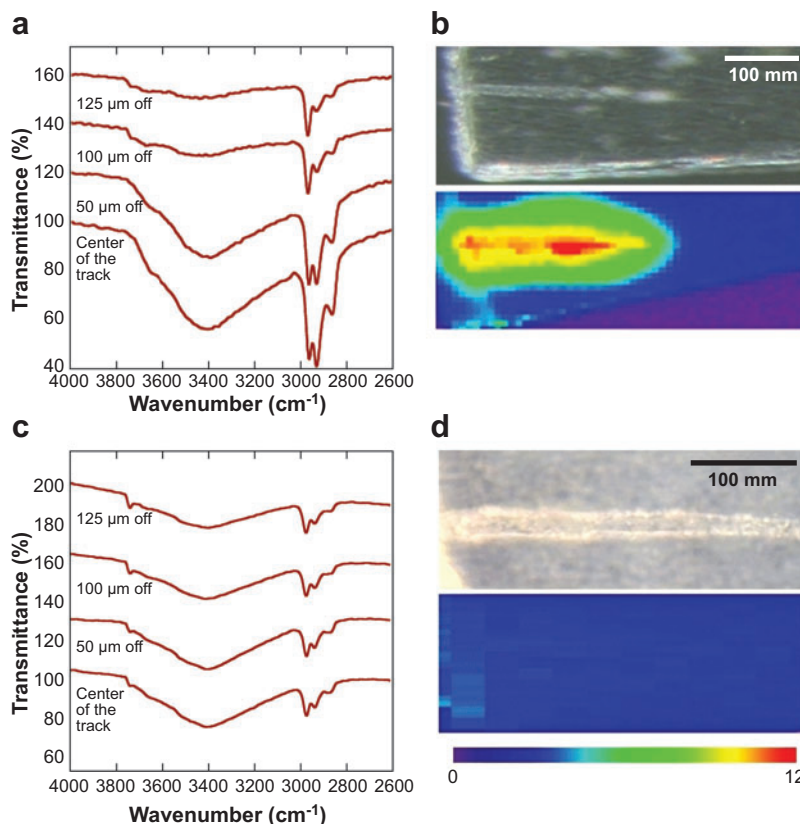 a
160
140
120
100
80
60
40
125 µm off
100 µm off
50 µm off
Center
of the
track
Transmittance (%)
4000 3800 3600 3400 3200 3000 2800 2600
Wavenumber (cm-1)
b
100 mm
c
200
180
160
140
120
100
80
60
125 µm off
100 µm off
50 µm off
Center
of the
track
Transmittance (%)
4000 3800 3600 3400 3200 3000 2800 2600
Wavenumber (cm-1)
d
100 mm
0
12